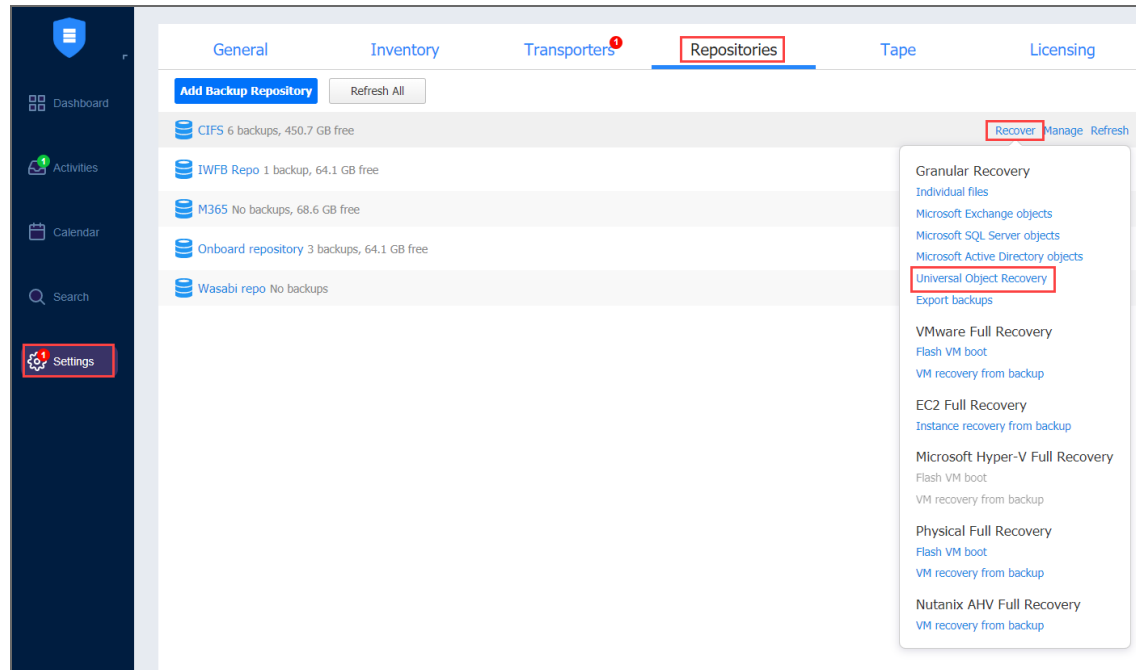 General Inventory Transporters 1 Repositories Tape Licensing
Add Backup Repository Refresh All
Dashboard
1
Activities
Calendar
Search
1
Settings
CIFS 6 backups, 450.7 GB free Recover Manage Refresh
IWFB Repo 1 backup, 64.1 GB free
M365 No backups, 68.6 GB free
Onboard repository 3 backups, 64.1 GB free
Wasabi repo No backups
Granular Recovery
Individual files
Microsoft Exchange objects
Microsoft SQL Server objects
Microsoft Active Directory objects
Universal Object Recovery
Export backups
VMware Full Recovery
Flash VM boot
VM recovery from backup
EC2 Full Recovery
Instance recovery from backup
Microsoft Hyper-V Full Recovery
Flash VM boot
VM recovery from backup
Physical Full Recovery
Flash VM boot
VM recovery from backup
Nutanix AHV Full Recovery
VM recovery from backup